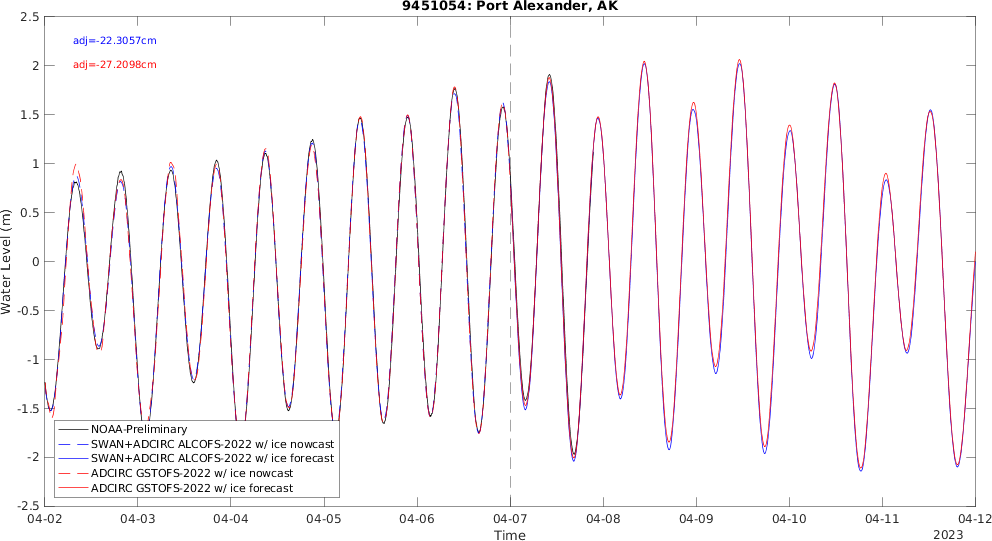 9451054: Port Alexander, AK
adj=-22.3057cm
adj=-27.2098cm
Water Level (m)
2.5
2
1.5
1
0.5
0
-0.5
-1
-1.5
-2
-2.5
NOAA-Preliminary
SWAN+ADCIRC ALCOFS-2022 w/ ice nowcast
SWAN+ADCIRC ALCOFS-2022 w/ ice forecast
ADCIRC GSTOFS-2022 w/ ice nowcast
ADCIRC GSTOFS-2022 w/ ice forecast
04-02 04-03 04-04 04-05 04-06 04-07 04-08 04-09 04-10 04-11 04-12
Time
2023